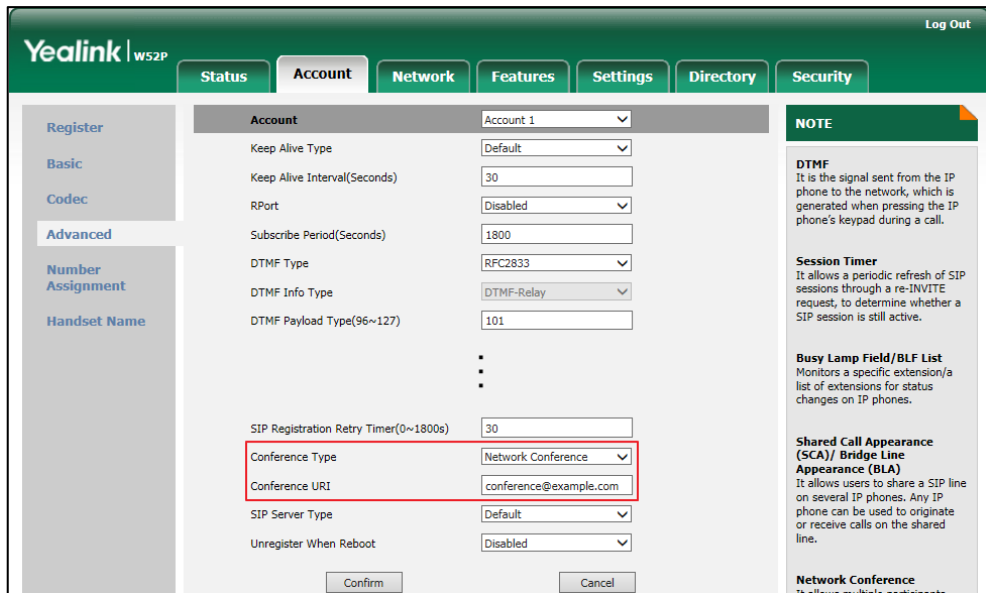 Log Out
Yealink W52P
Status Account Network Features Settings Directory Security
Register
Basic
Codec
Advanced
Number
Assignment
Handset Name
Account Account 1
Keep Alive Type Default
Keep Alive Interval(Seconds) 30
RPort Disabled
Subscribe Period(Seconds) 1800
DTMF Type RFC2833
DTMF Info Type DTMF-Relay
DTMF Payload Type(96~127) 101
SIP Registration Retry Timer(0~1800s) 30
Conference Type Network Conference
Conference URI conference@example.com
SIP Server Type Default
Unregister When Reboot Disabled
Confirm Cancel
NOTE
DTMF
It is the signal sent from the IP
phone to the network, which is
generated when pressing the IP
phone's keypad during a call.
Session Timer
It allows a periodic refresh of SIP
sessions through a re-INVITE
request, to determine whether a
SIP session is still active.
Busy Lamp Field/BLF List
Monitors a specific extension/a
list of extensions for status
changes on IP phones.
Shared Call Appearance
(SCA)/ Bridge Line
Appearance (BLA)
It allows users to share a SIP line
on several IP phones. Any IP
phone can be used to originate
or receive calls on the shared
line.
Network Conference
It allows multiple participants